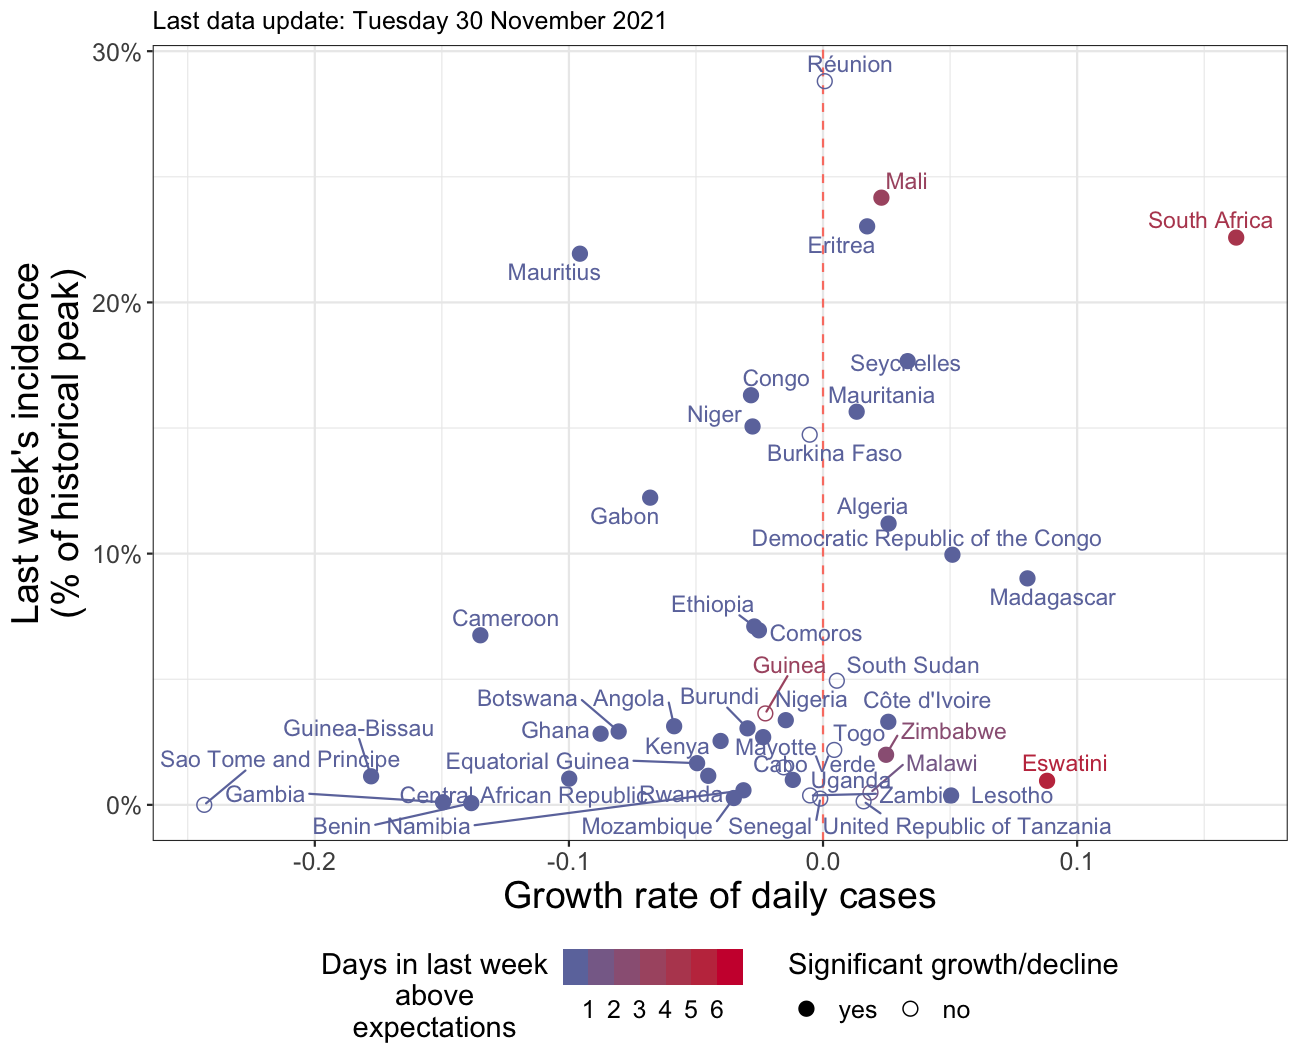 Last data update: Tuesday 30 November 2021
30%
Réunion
Mali
South Africa
Eritrea
Mauritius
20%
Seychelles
Congo
Mauritania
Niger
Burkina Faso
Gabon
Algeria
Democratic Republic of the Congo
10%
Madagascar
Ethiopia
Cameroon
Comoros
Guinea
South Sudan
Botswana
Angola
Burundi
Nigeria
Côte d'Ivoire
Guinea-Bissau
Ghana
Togo
Zimbabwe
Kenya
Mayotte
Sao Tome and Principe
Equatorial Guinea
Cabo Verde
Malawi
Eswatini
Uganda
Gambia
Central African Republic
Rwanda
Zambia
Lesotho
0%
Benin
Namibia
Mozambique
Senegal
United Republic of Tanzania
Last week's incidence
(% of historical peak)
-0.2
-0.1
0.0
0.1
Growth rate of daily cases
Days in last week
above
expectations
1 2 3 4 5 6
Significant growth/decline
yes
no